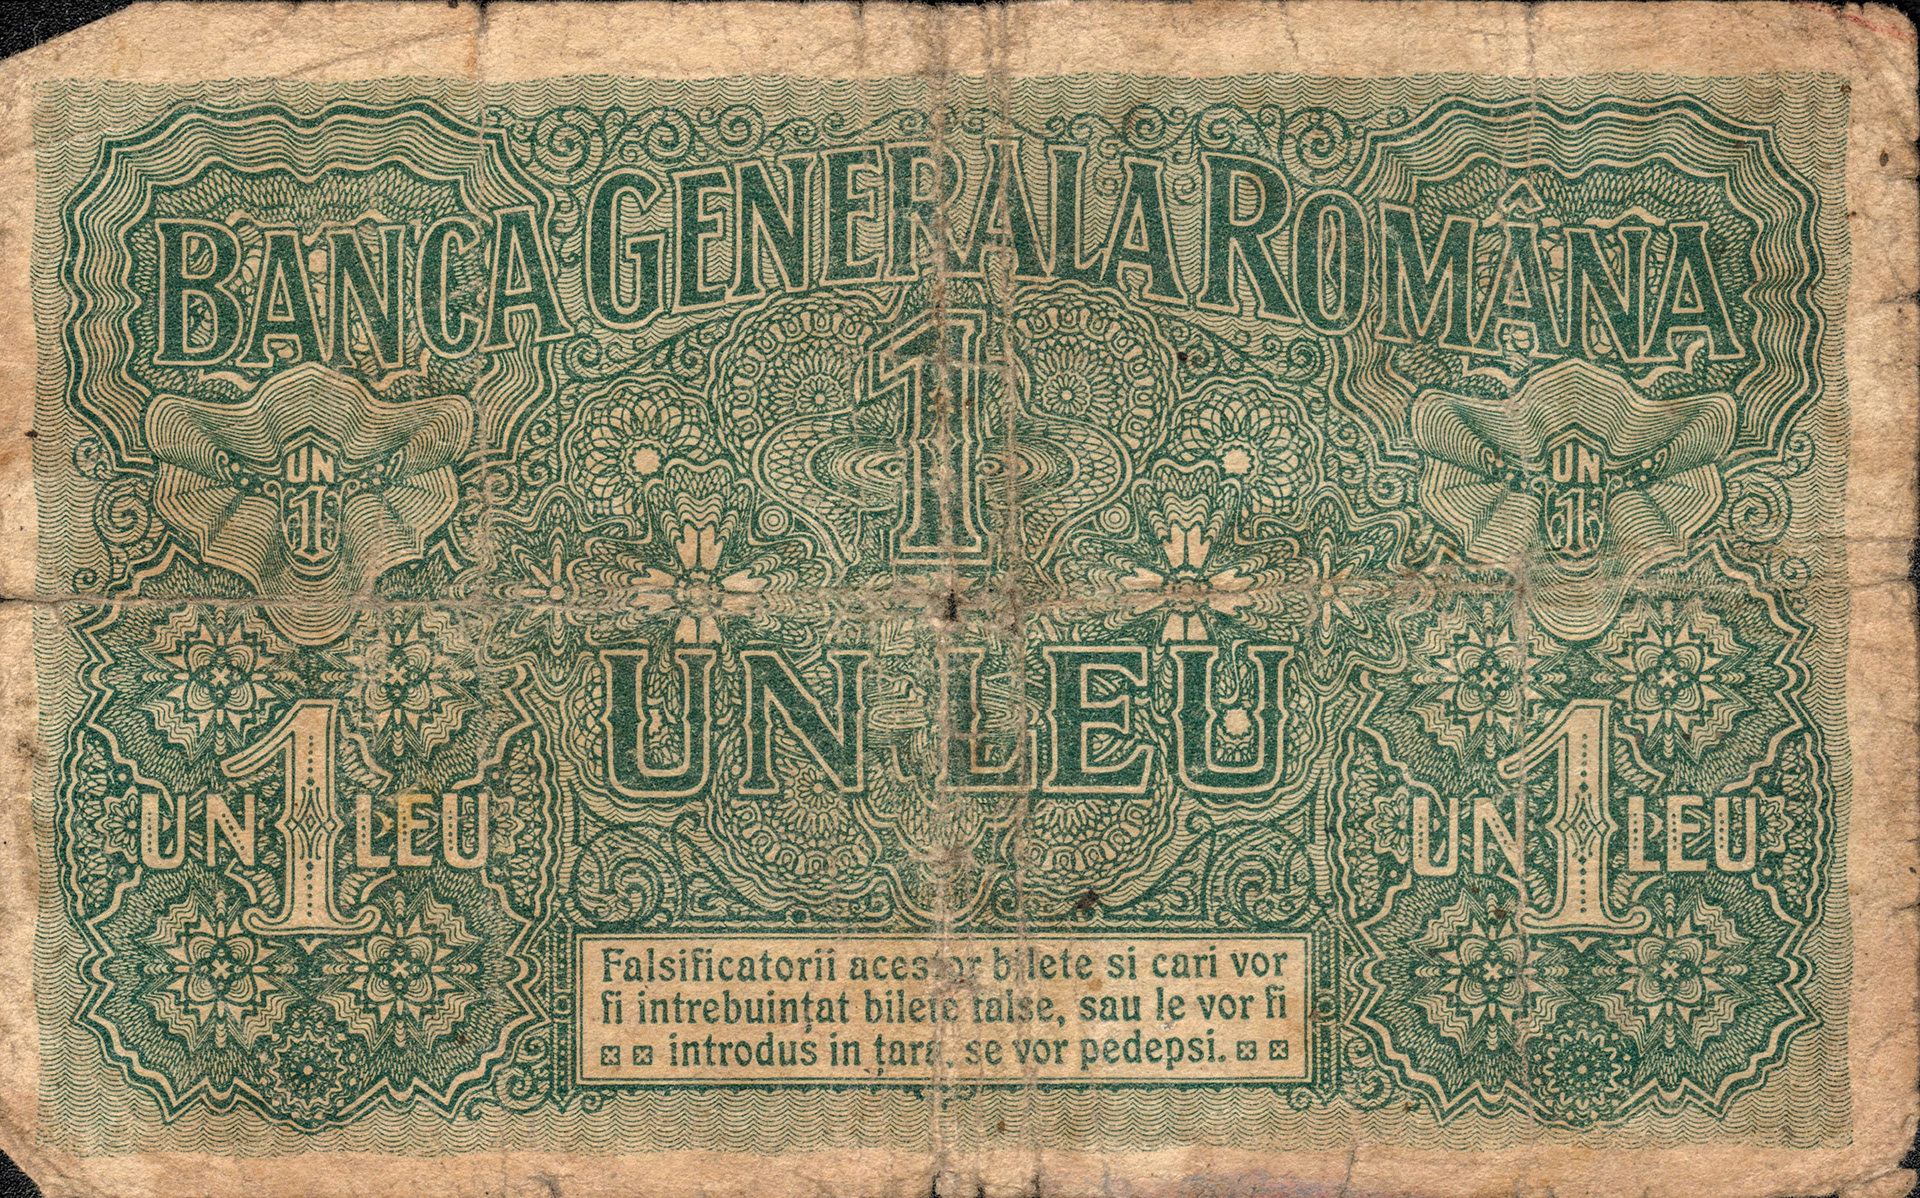 BANCA GENERALA ROMÂNA
1
UN
1
UN
1
UN LEU
UN 1 LEU
UN 1 LEU
Falsificatorii acestor bilete si cari vor
fi intrebuințat bilete false, sau le vor fi
introdus in țara, se vor pedepsi.